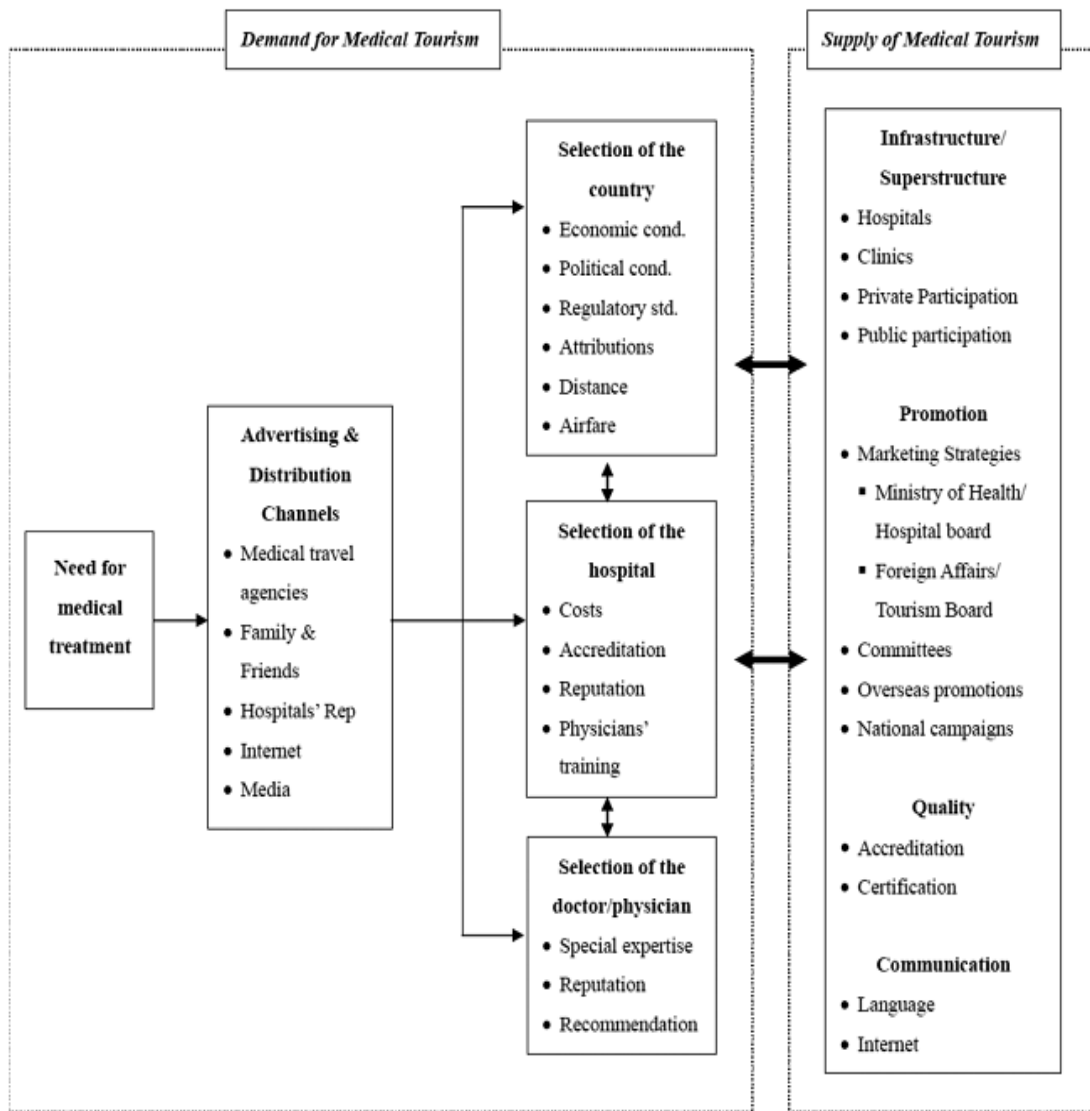 Demand for Medical Tourism
Supply of Medical Tourism
Need for
medical
treatment
Advertising &
Distribution
Channels
• Medical travel
agencies
• Family &
Friends
• Hospitals’ Rep
• Internet
• Media
Selection of the
country
• Economic cond.
• Political cond.
• Regulatory std.
• Attributions
• Distance
• Airfare
Selection of the
hospital
• Costs
• Accreditation
• Reputation
• Physicians’
training
Selection of the
doctor/physician
• Special expertise
• Reputation
• Recommendation
Infrastructure/
Superstructure
• Hospitals
• Clinics
• Private Participation
• Public participation
Promotion
• Marketing Strategies
▪ Ministry of Health/
Hospital board
▪ Foreign Affairs/
Tourism Board
• Committees
• Overseas promotions
• National campaigns
Quality
• Accreditation
• Certification
Communication
• Language
• Internet